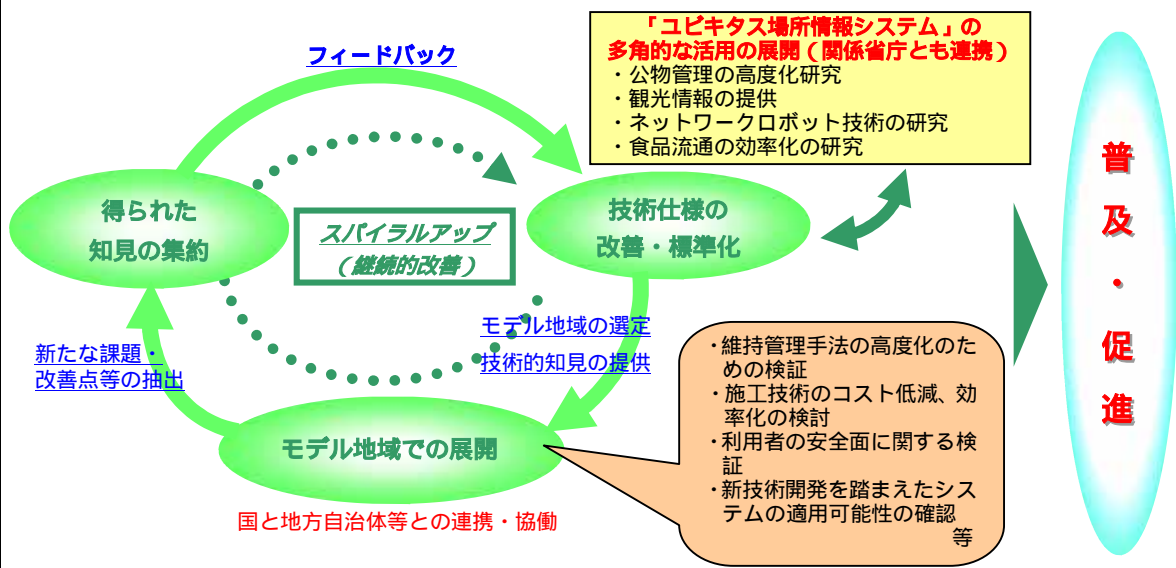 「ユビキタス場所情報システム」の
多角的な活用の展開(関係省庁とも連携)
・公物管理の高度化研究
・観光情報の提供
・ネットワークロボット技術の研究
・食品流通の効率化の研究
フィードバック
得られた
知見の集約
スパイラルアップ
(継続的改善)
技術仕様の
改善・標準化
モデル地域の選定
技術的知見の提供
新たな課題・
改善点等の抽出
モデル地域での展開
国と地方自治体等との連携・協働
・維持管理手法の高度化のた
めの検証
・施工技術のコスト低減、効
率化の検討
・利用者の安全面に関する検
証
・新技術開発を踏まえたシス
テムの適用可能性の確認
等
普及・促進